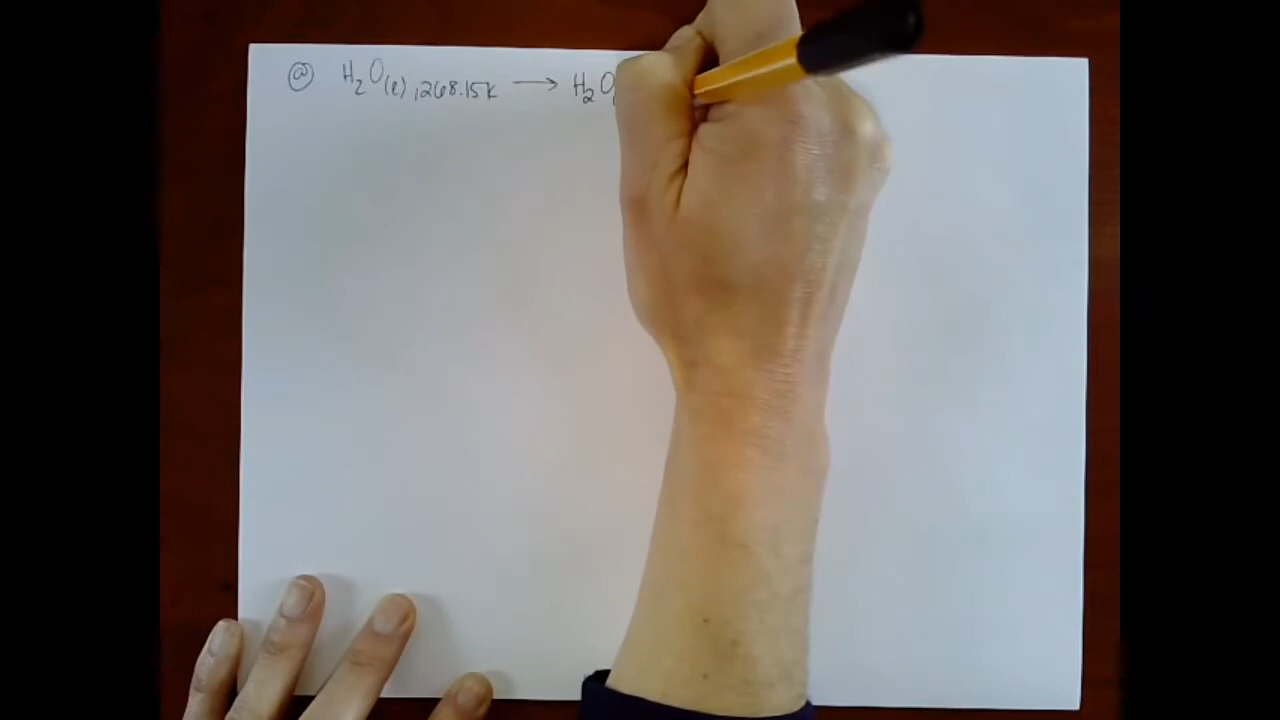 ⓐ H₂O(l), 268.15K → H₂O